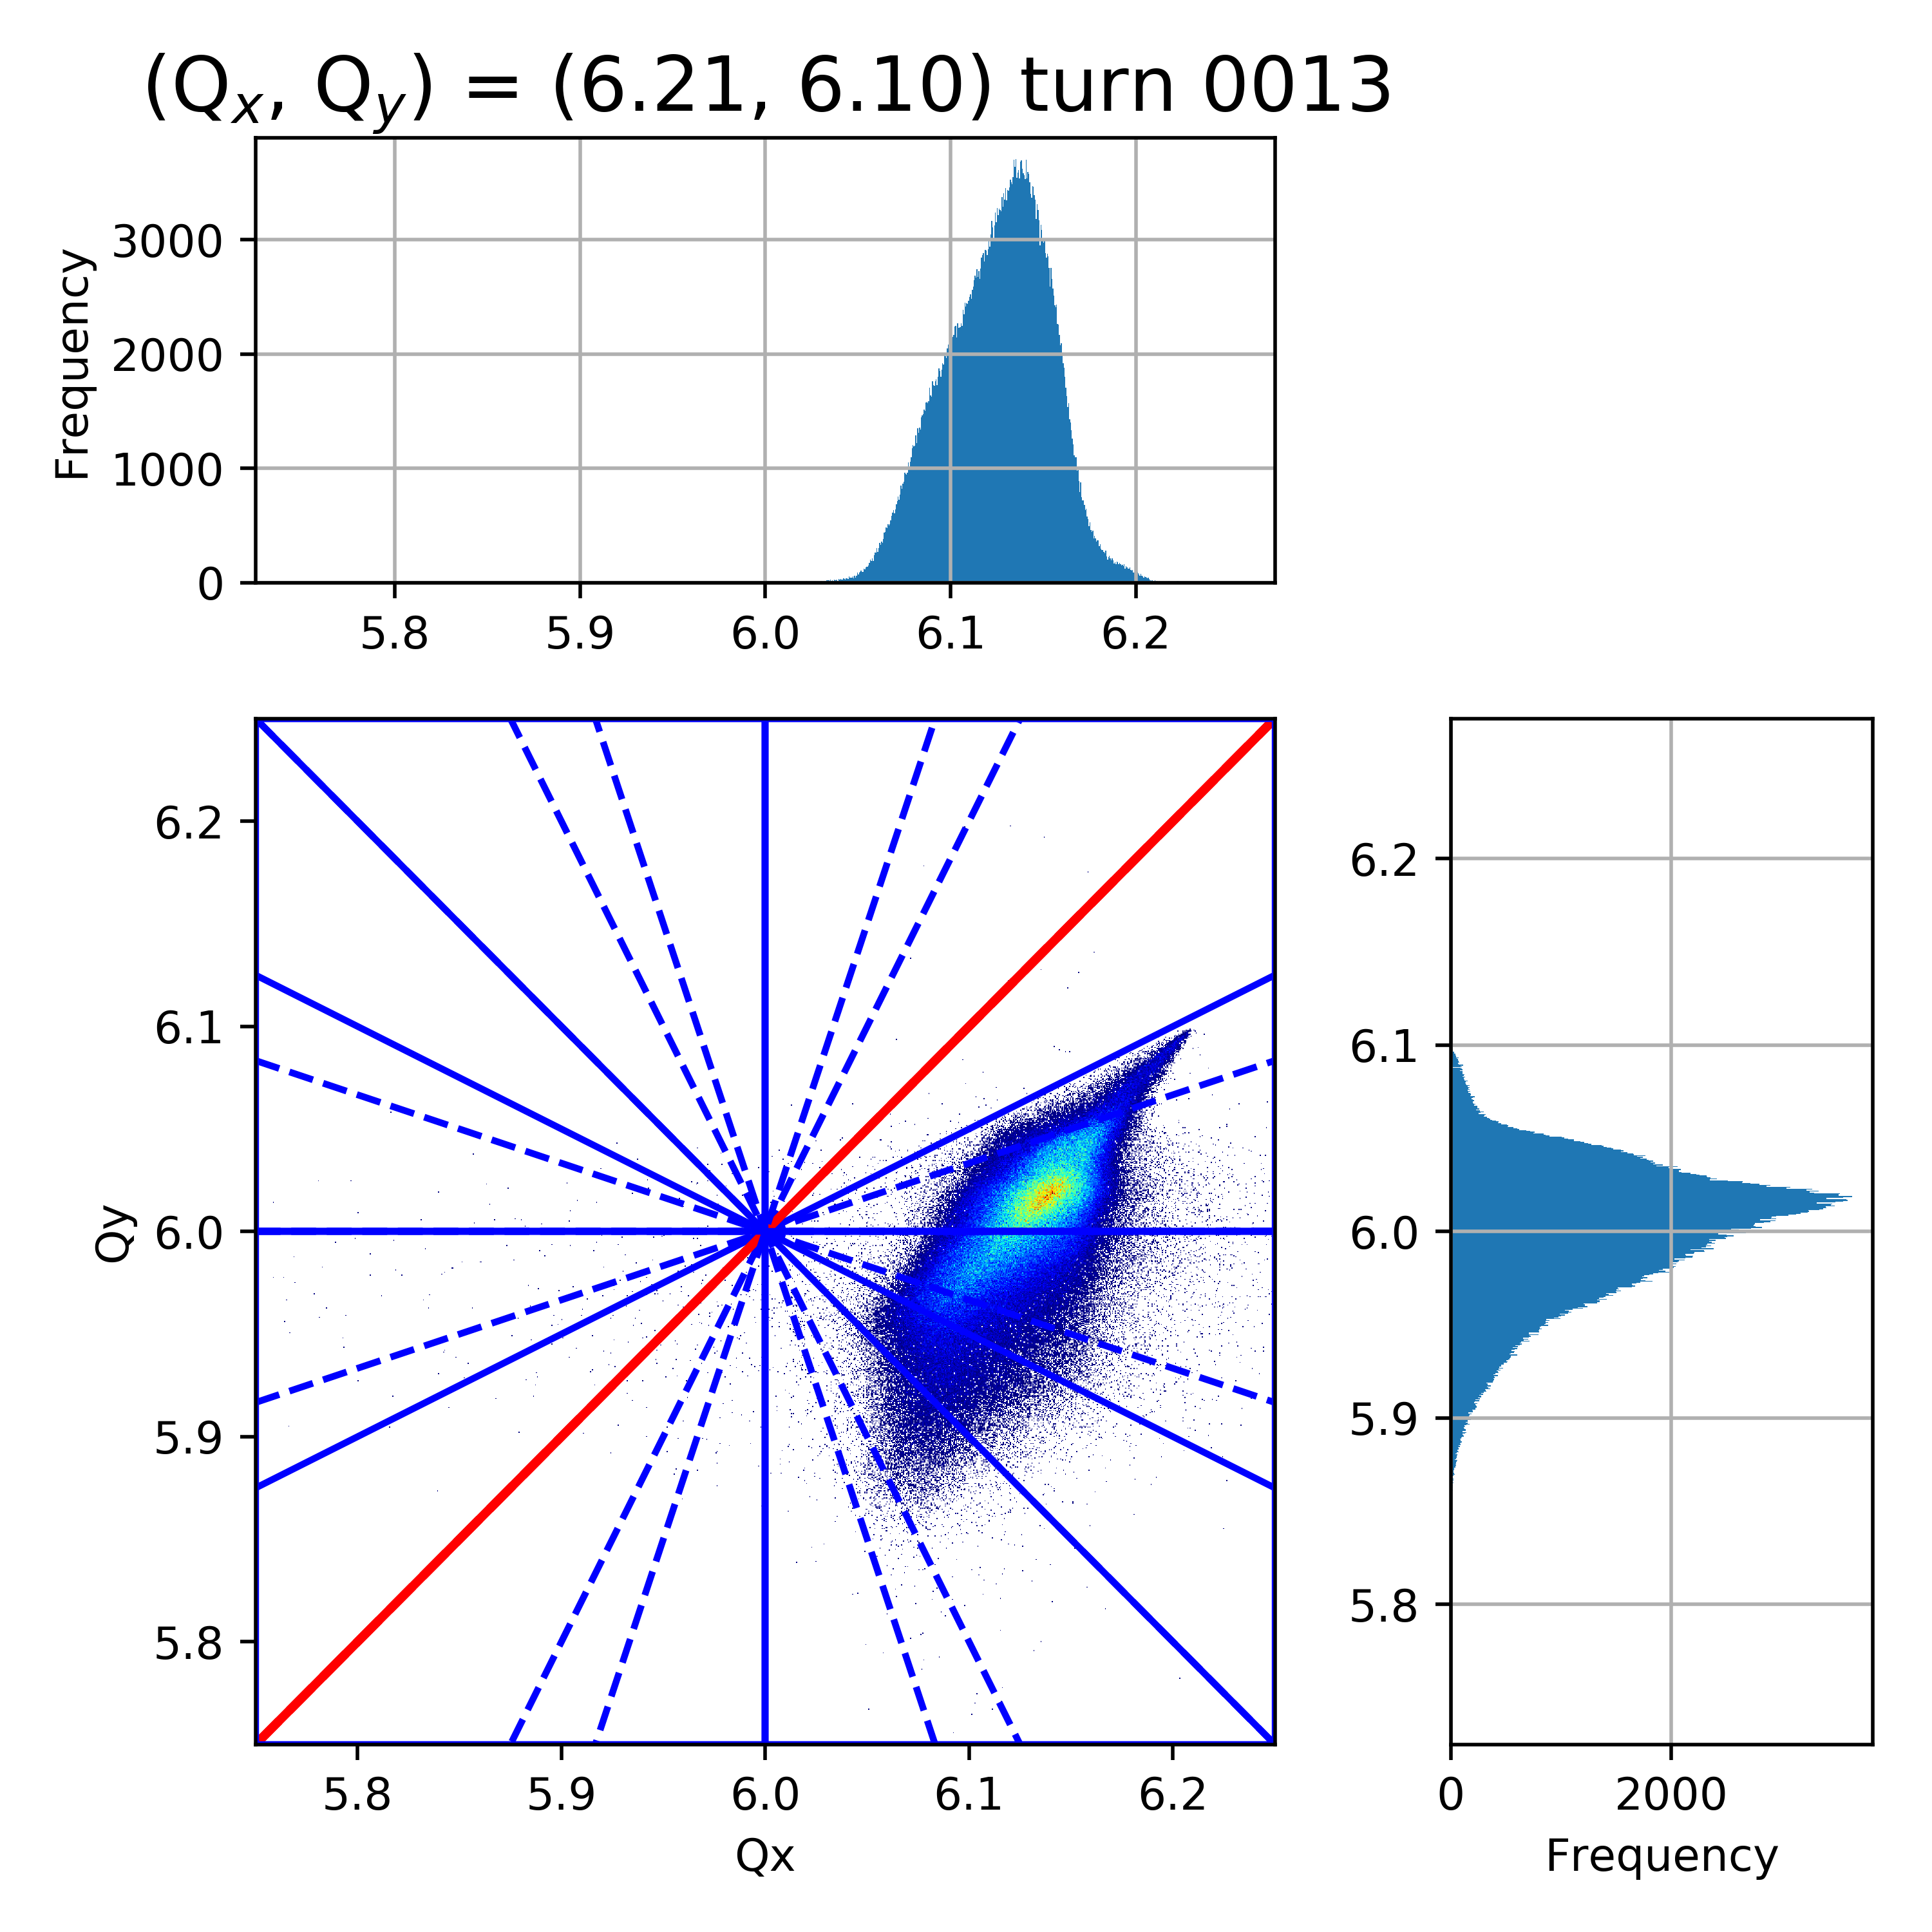 (Qx, Qy) = (6.21, 6.10) turn 0013
Frequency
3000
2000
1000
0
5.8 5.9 6.0 6.1 6.2
Qy
6.2
6.1
6.0
5.9
5.8
5.8 5.9 6.0 6.1 6.2
Qx
6.2
6.1
6.0
5.9
5.8
0 2000
Frequency